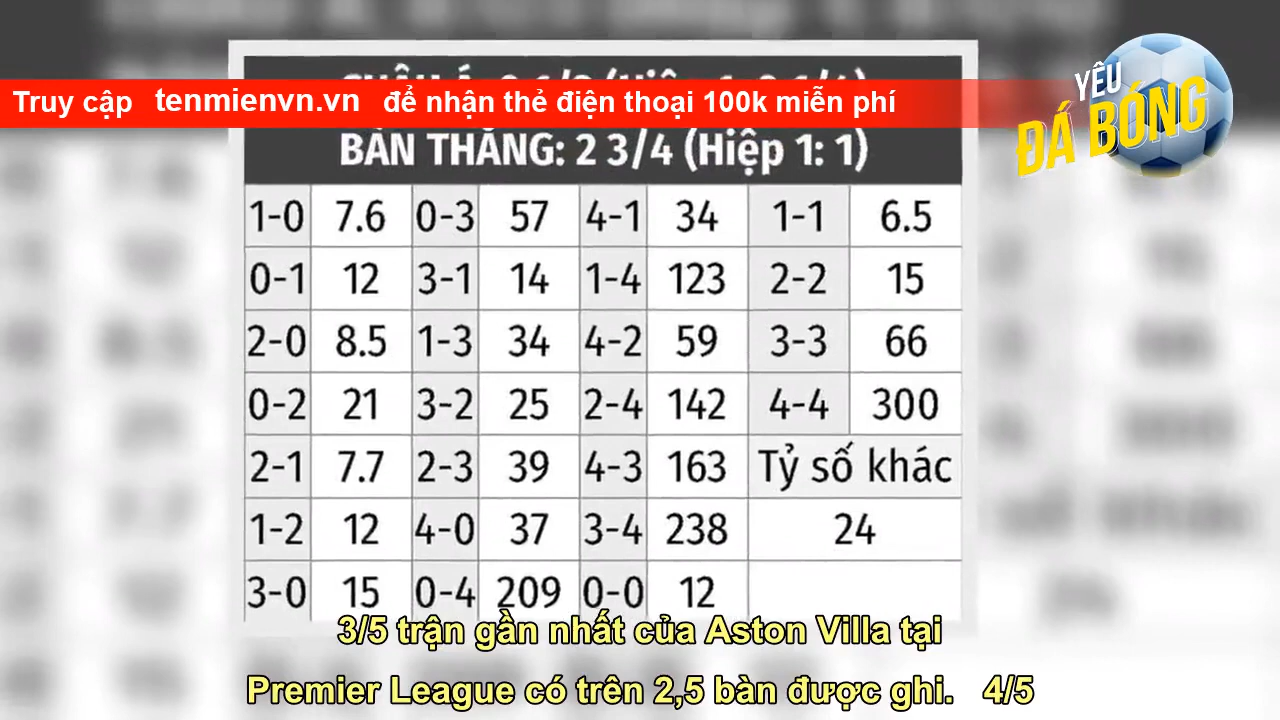 Truy cập tenmienvn.vn để nhận thẻ điện thoại 100k miễn phí
YÊU
ĐÁ BÓNG
BÀN THẮNG: 2 3/4 (Hiệp 1: 1)
1-0 7.6 0-3 57 4-1 34 1-1 6.5
0-1 12 3-1 14 1-4 123 2-2 15
2-0 8.5 1-3 34 4-2 59 3-3 66
0-2 21 3-2 25 2-4 142 4-4 300
2-1 7.7 2-3 39 4-3 163 Tỷ số khác
1-2 12 4-0 37 3-4 238 24
3-0 15 0-4 209 0-0 12
3/5 trận gần nhất của Aston Villa tại
Premier League có trên 2,5 bàn được ghi. 4/5